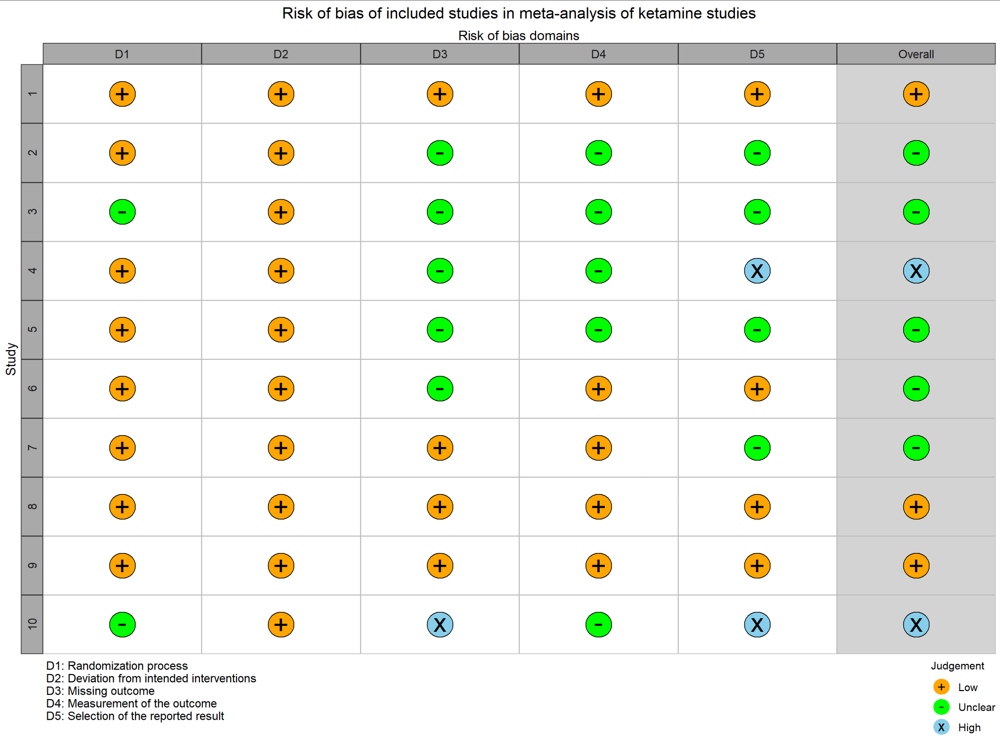 Risk of bias of included studies in meta-analysis of ketamine studies
Risk of bias domains
D1 D2 D3 D4 D5 Overall
Study
1 + + + + + +
2 + + - - - -
3 - + - - - -
4 + + - - X X
5 + + - - - -
6 + + - + + -
7 + + + + - -
8 + + + + + +
9 + + + + + +
10 - + X - X X
D1: Randomization process
D2: Deviation from intended interventions
D3: Missing outcome
D4: Measurement of the outcome
D5: Selection of the reported result
Judgement
+ Low
- Unclear
X High